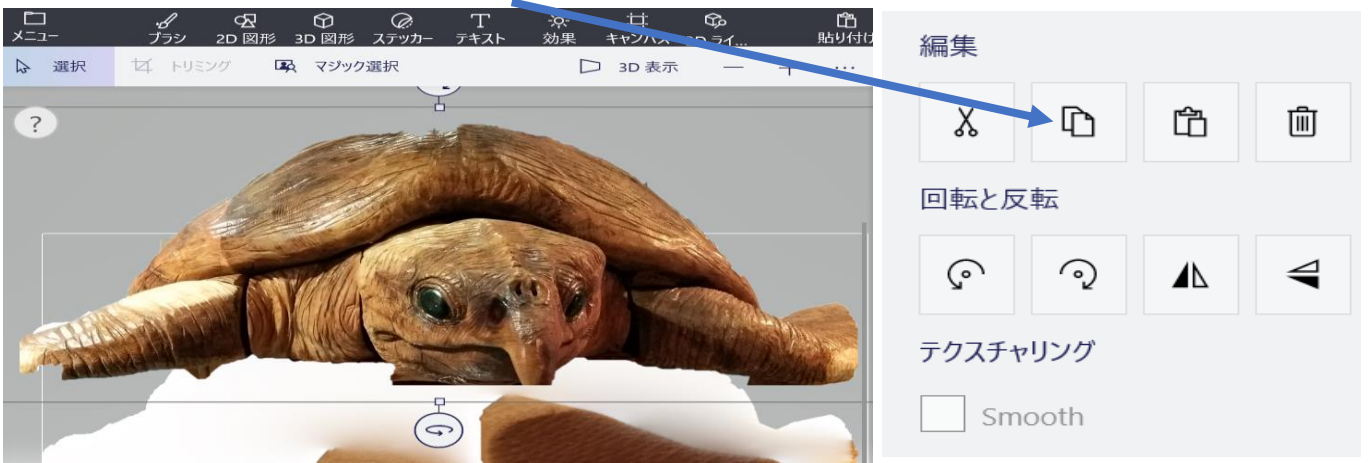 メニュー ブラシ 2D 図形 3D 図形 ステッカー テキスト 効果 キャンバス 貼り付け
選択 トリミング マジック選択 3D 表示
?
編集
回転と反転
テクスチャリング
Smooth